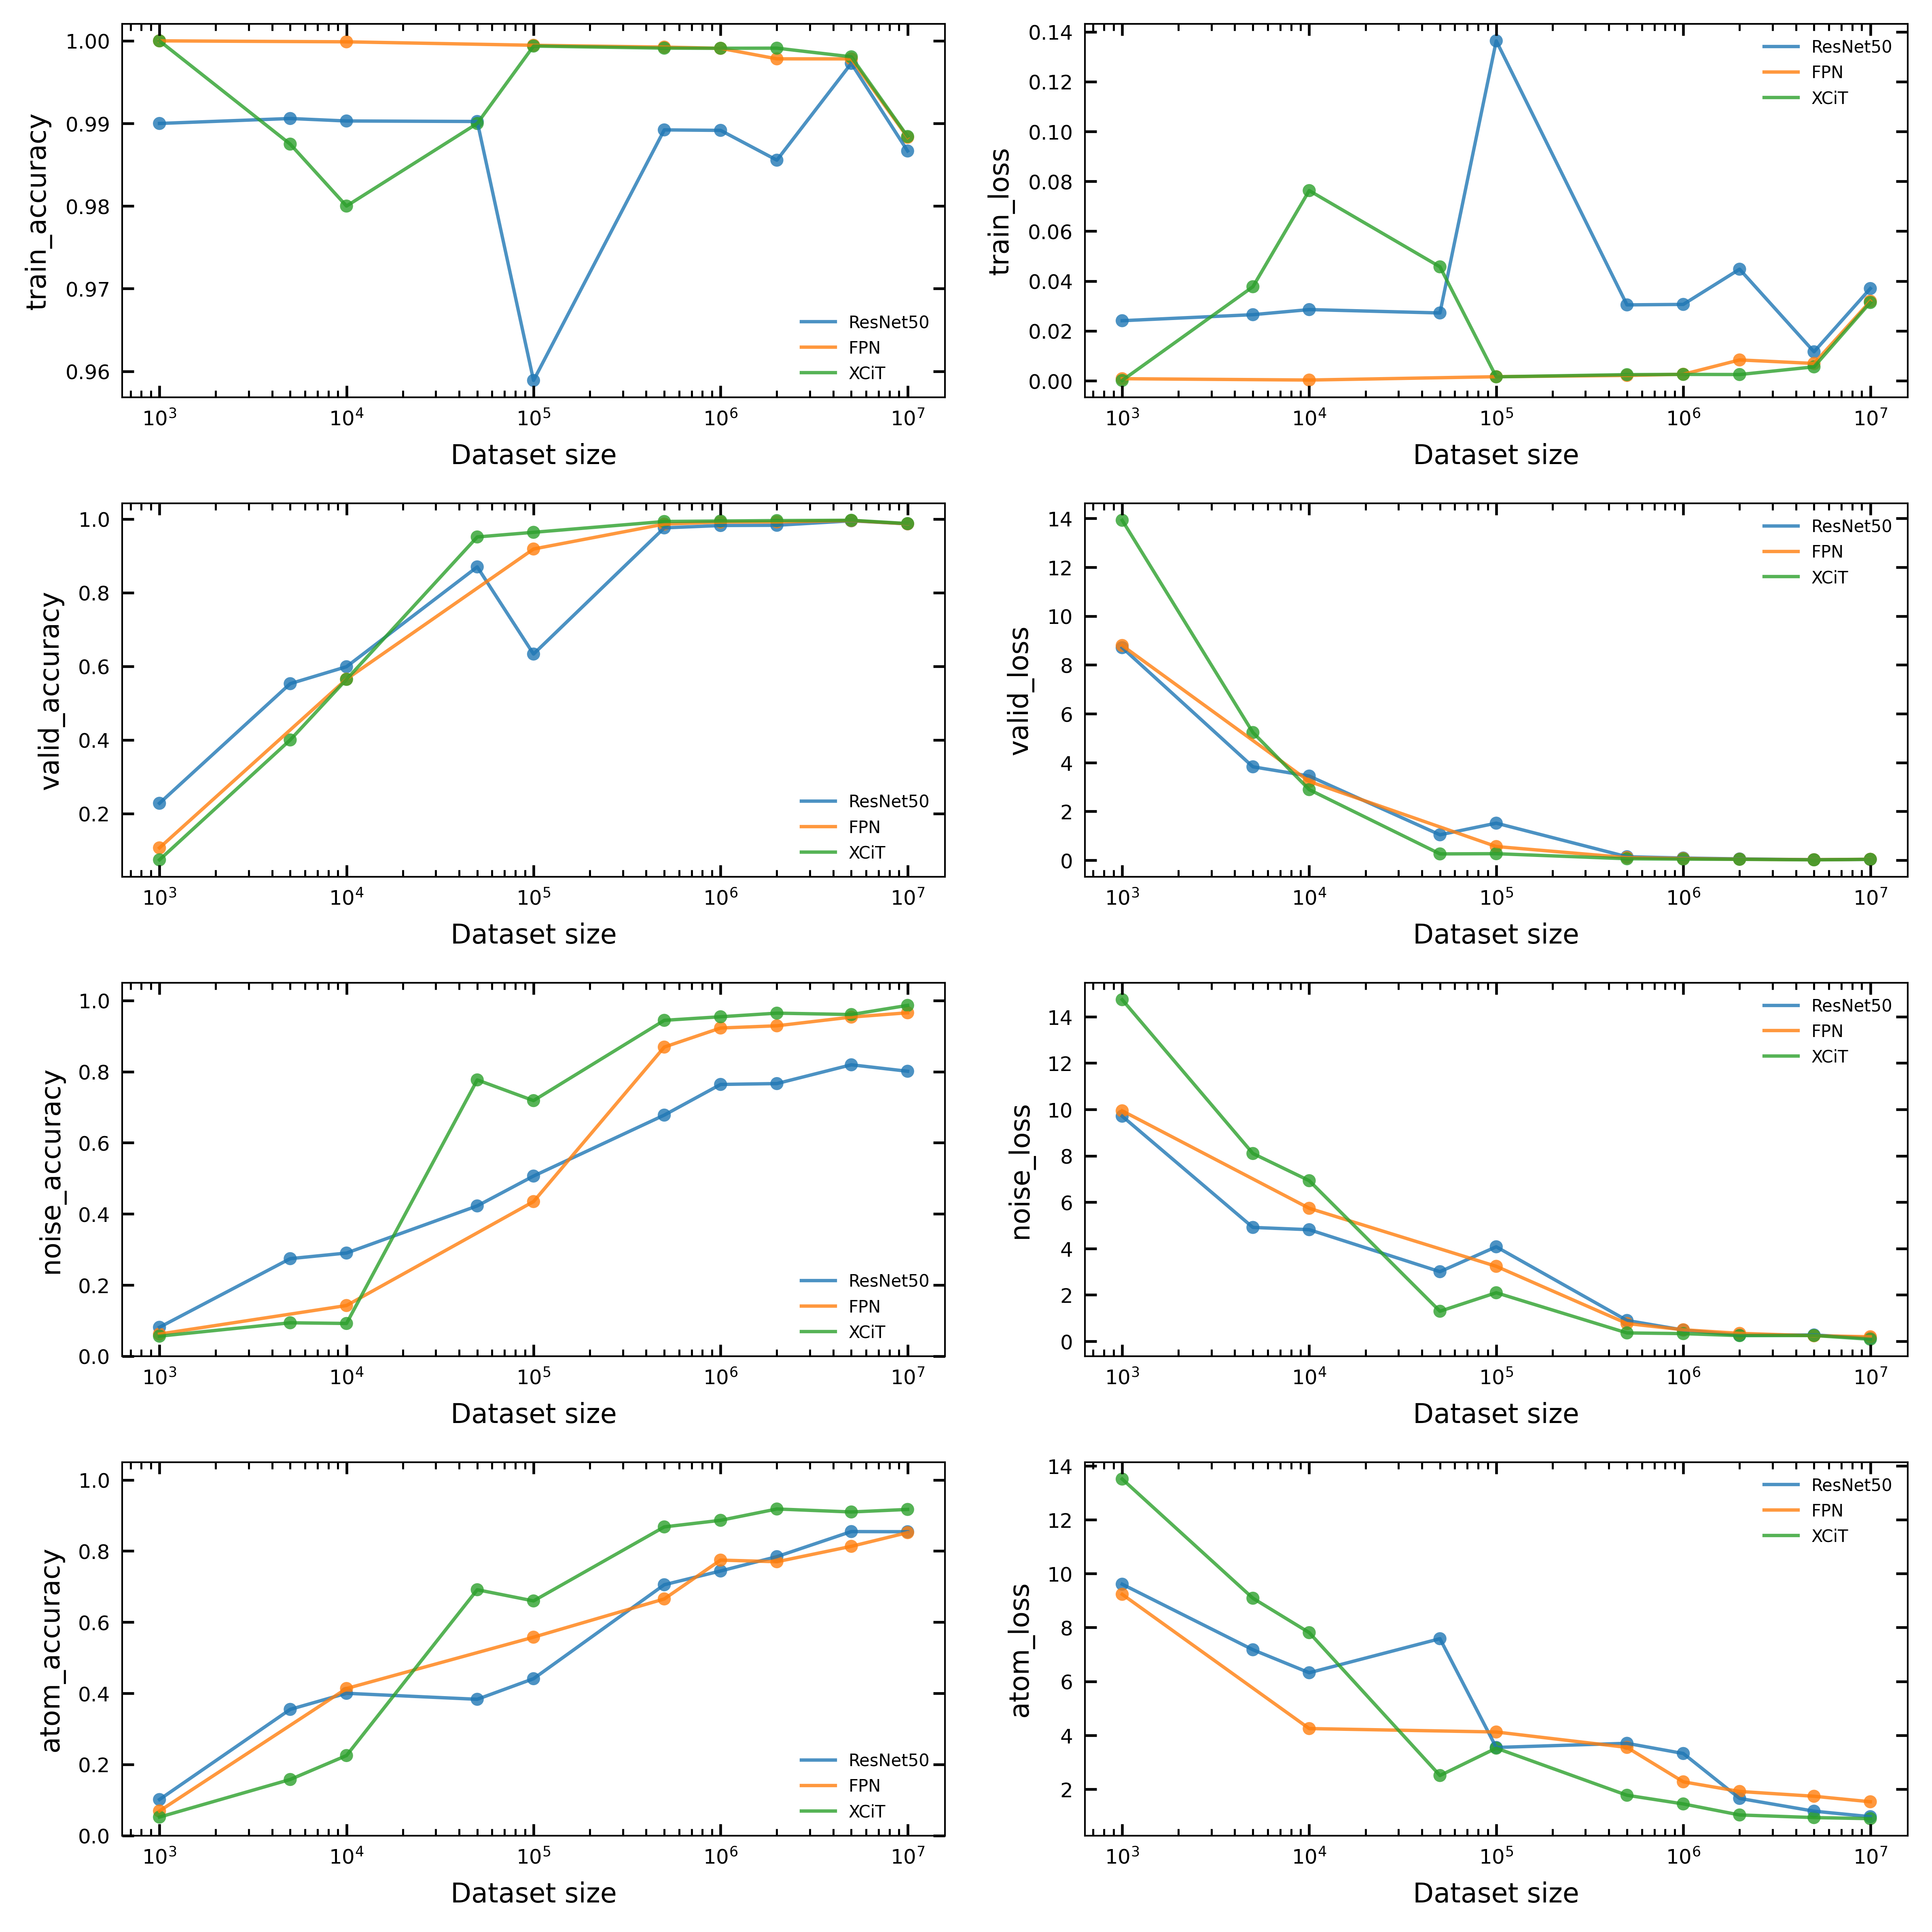 1.00
0.99
0.98
0.97
0.96
train_accuracy
ResNet50
FPN
XCiT
10³ 10⁴ 10⁵ 10⁶ 10⁷
Dataset size
0.14
0.12
0.10
0.08
0.06
0.04
0.02
0.00
train_loss
ResNet50
FPN
XCiT
10³ 10⁴ 10⁵ 10⁶ 10⁷
Dataset size
1.0
0.8
0.6
0.4
0.2
valid_accuracy
ResNet50
FPN
XCiT
10³ 10⁴ 10⁵ 10⁶ 10⁷
Dataset size
14
12
10
8
6
4
2
0
valid_loss
ResNet50
FPN
XCiT
10³ 10⁴ 10⁵ 10⁶ 10⁷
Dataset size
1.0
0.8
0.6
0.4
0.2
0.0
noise_accuracy
ResNet50
FPN
XCiT
10³ 10⁴ 10⁵ 10⁶ 10⁷
Dataset size
14
12
10
8
6
4
2
0
noise_loss
ResNet50
FPN
XCiT
10³ 10⁴ 10⁵ 10⁶ 10⁷
Dataset size
1.0
0.8
0.6
0.4
0.2
0.0
atom_accuracy
ResNet50
FPN
XCiT
10³ 10⁴ 10⁵ 10⁶ 10⁷
Dataset size
14
12
10
8
6
4
2
atom_loss
ResNet50
FPN
XCiT
10³ 10⁴ 10⁵ 10⁶ 10⁷
Dataset size